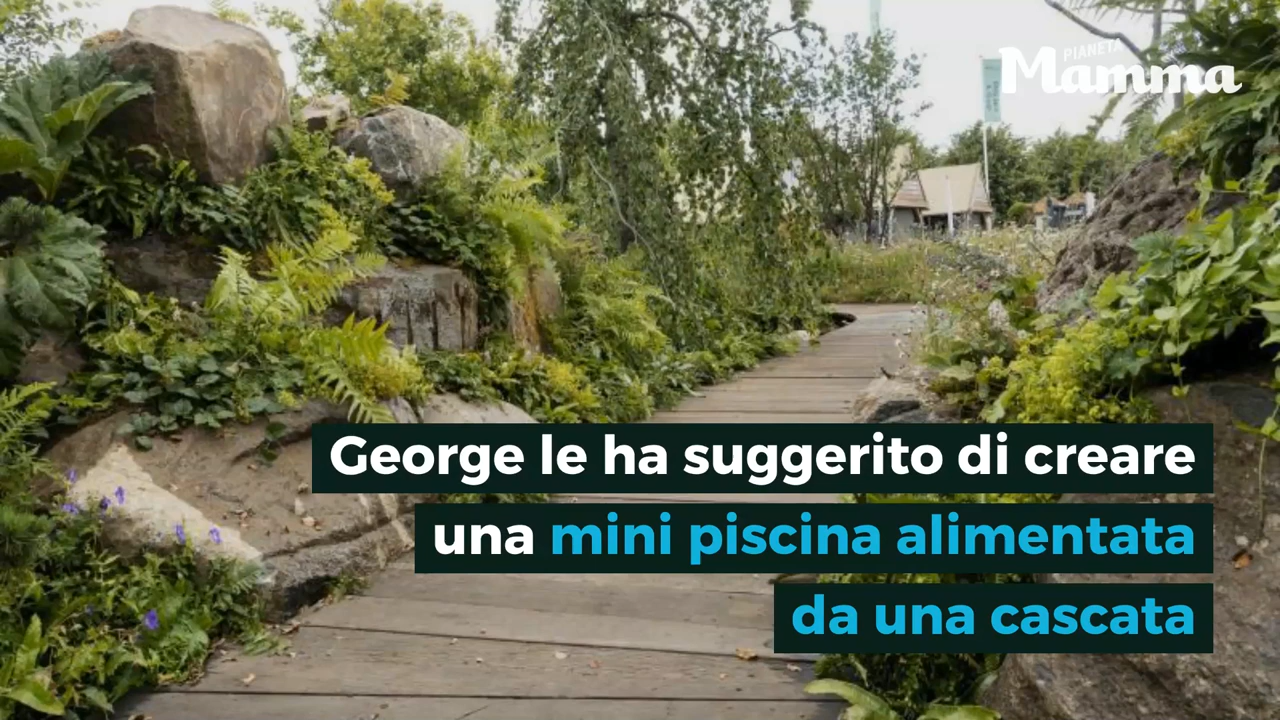 PIANETA
Mamma
George le ha suggerito di creare
una mini piscina alimentata
da una cascata